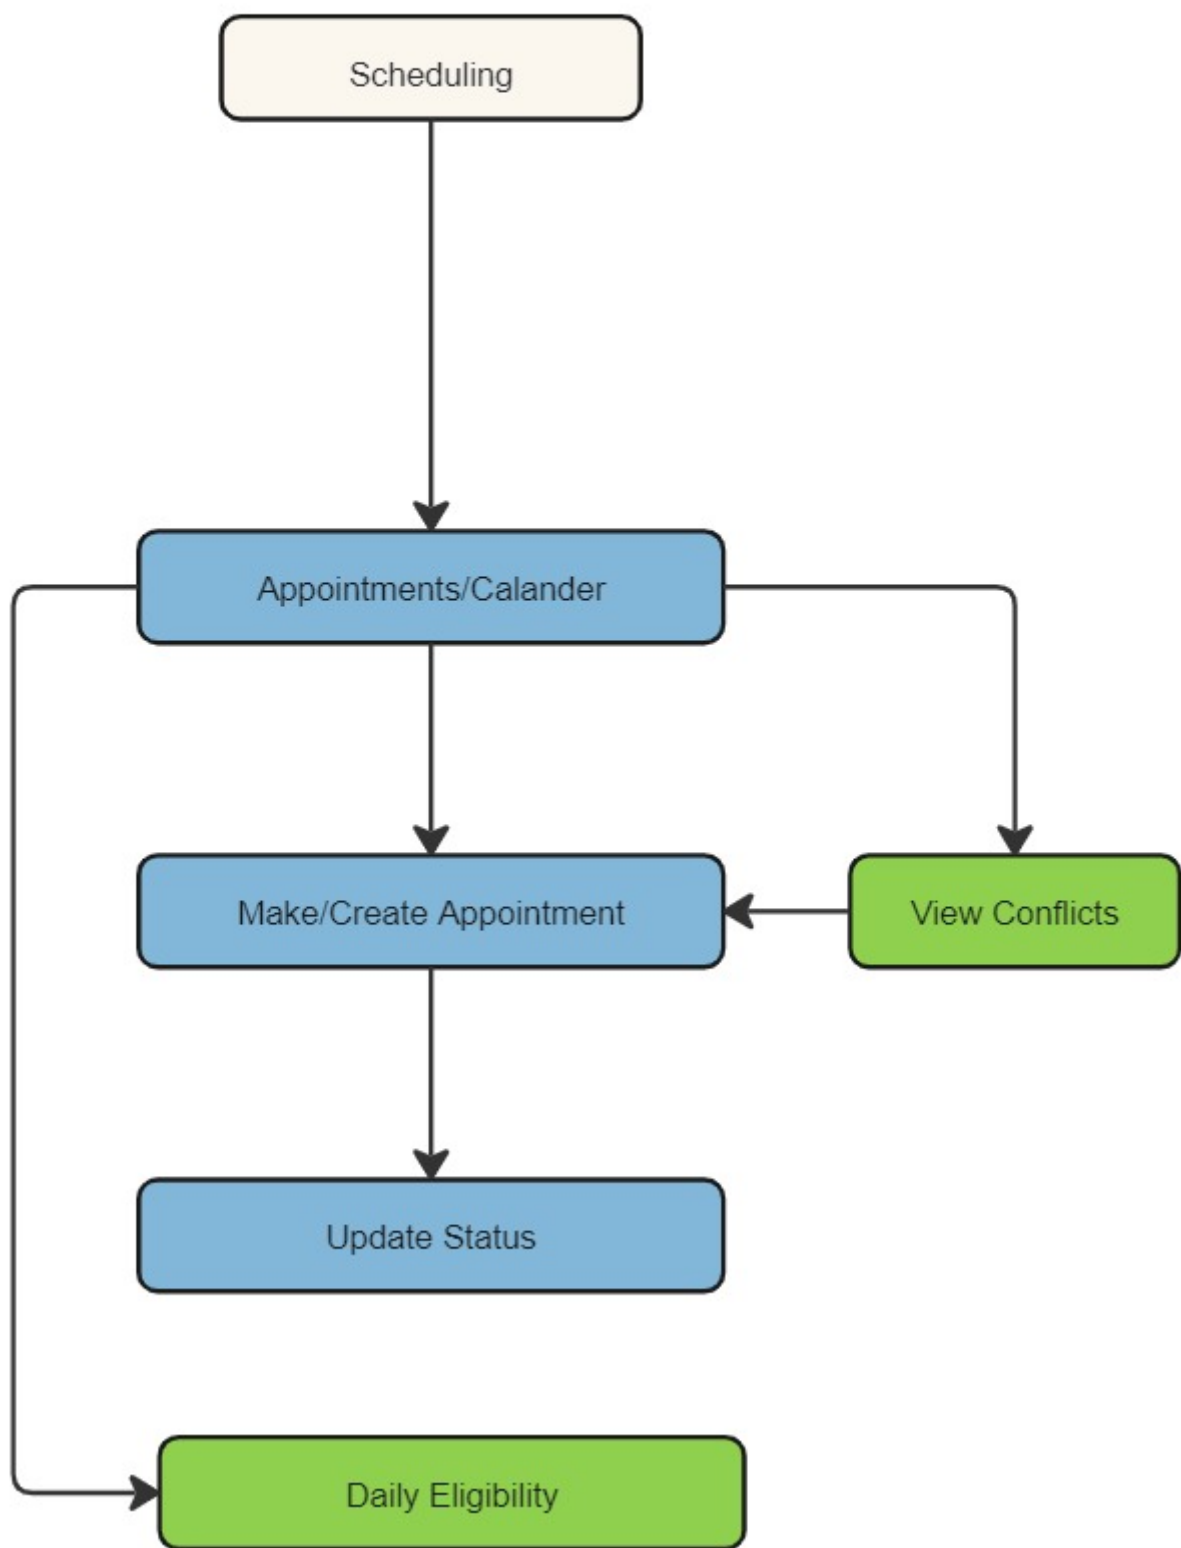 Scheduling
Appointments/Calander
Make/Create Appointment
View Conflicts
Update Status
Daily Eligibility